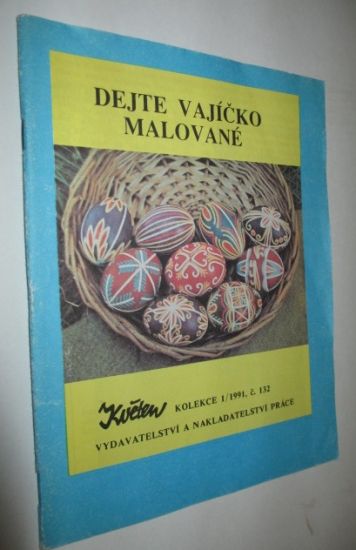 DEJTE VAJÍČKO
MALOVANÉ
Květen KOLEKCE 1/1991, č. 132
VYDAVATELSTVÍ A NAKLADATELSTVÍ PRÁCE